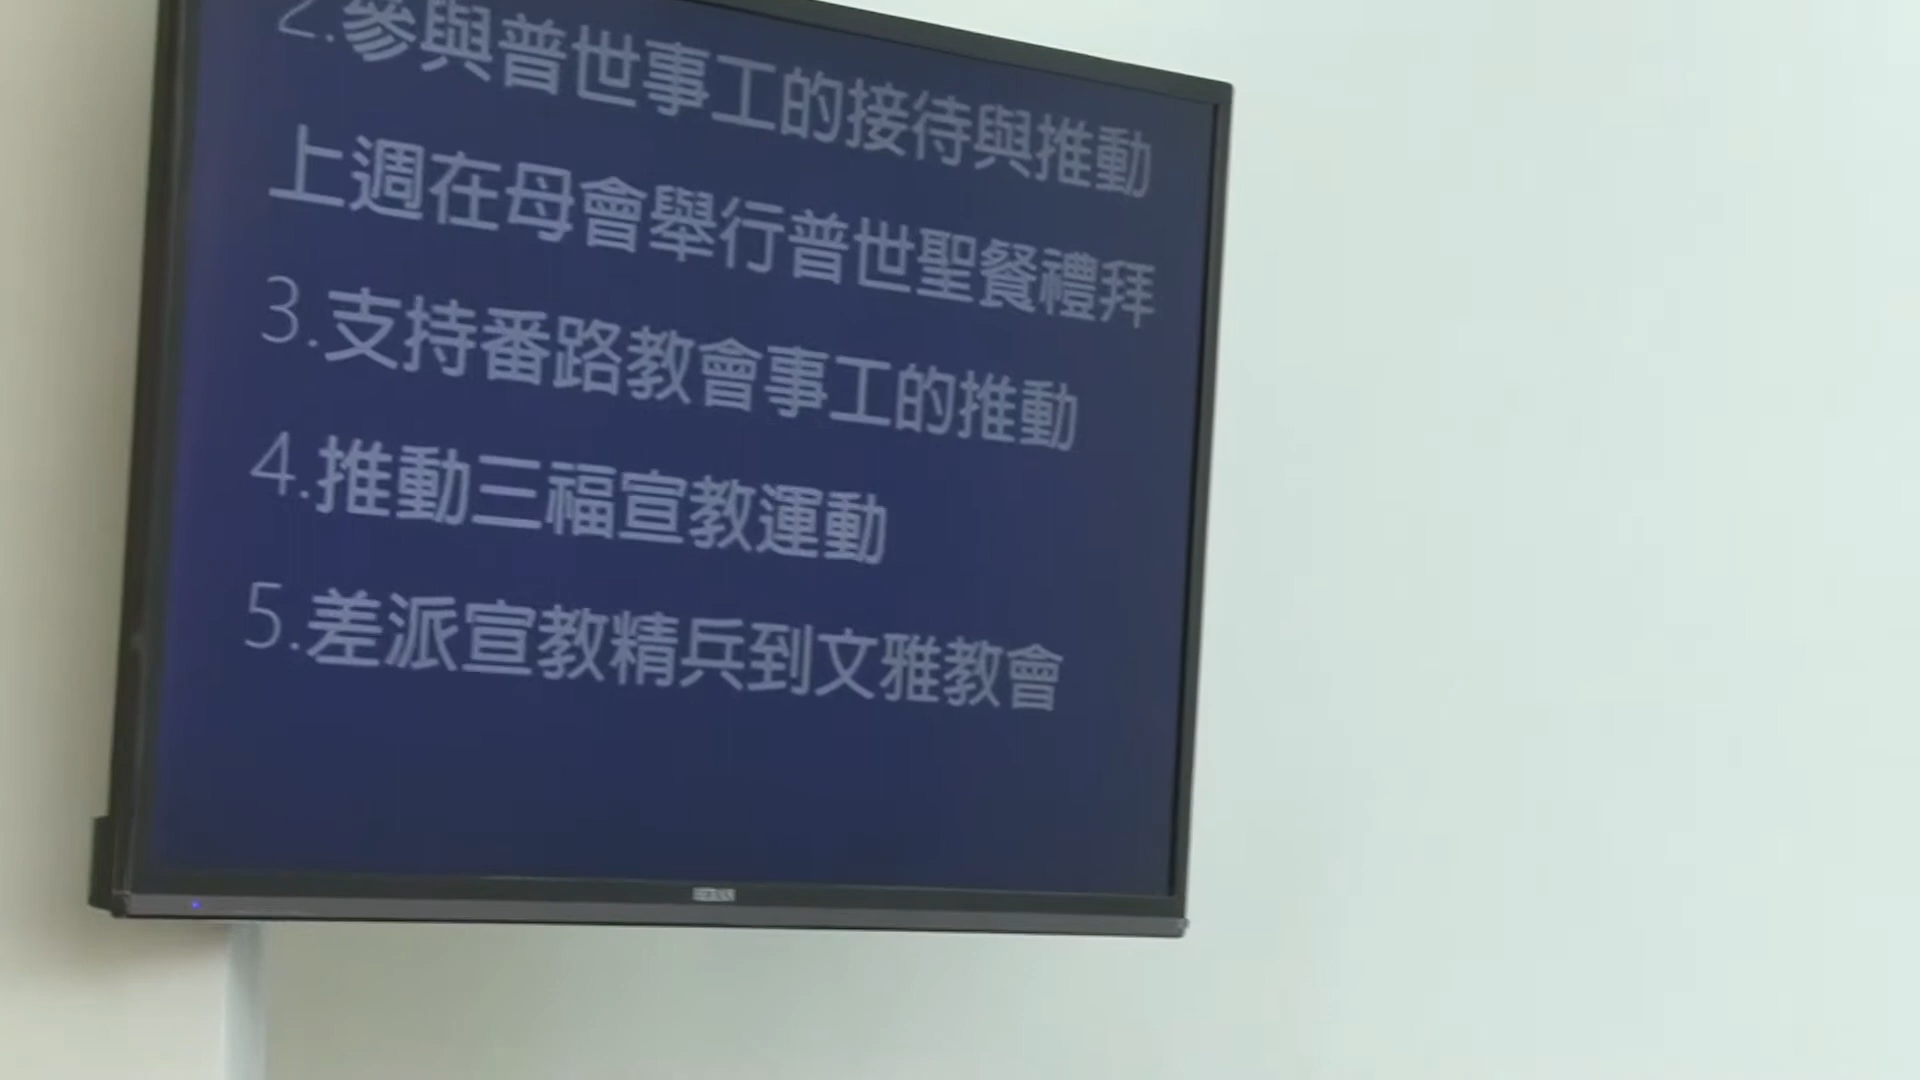 2.參與普世事工的接待與推動
上週在母會舉行普世聖餐禮拜
3.支持番路教會事工的推動
4.推動三福宣教運動
5.差派宣教精兵到文雅教會